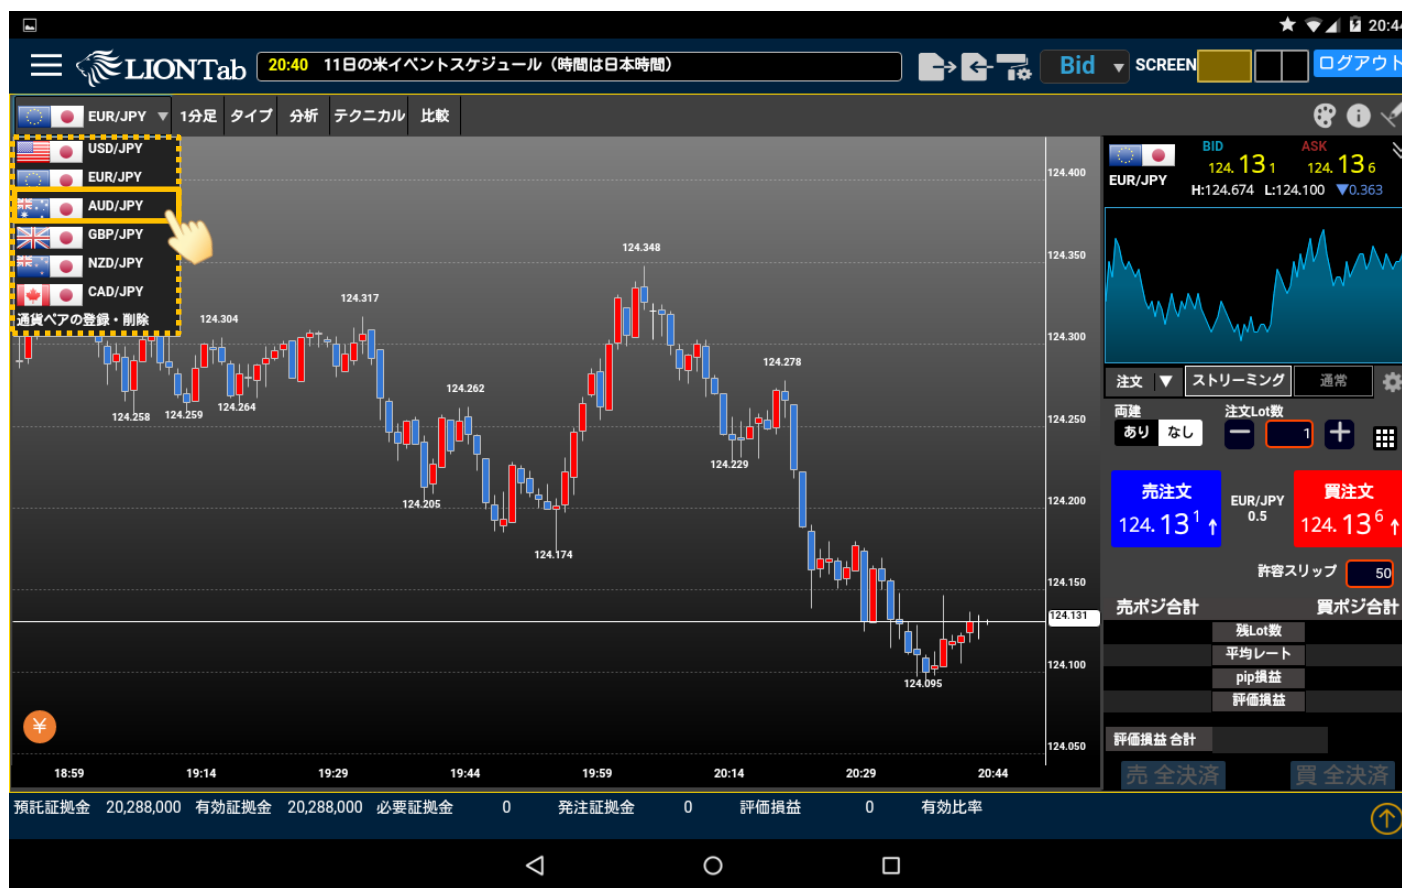 20:44
LIONTab
20:40 11日の米イベントスケジュール（時間は日本時間）
Bid
SCREEN
ログアウト
EUR/JPY
1分足
タイプ
分析
テクニカル
比較
USD/JPY
EUR/JPY
AUD/JPY
GBP/JPY
NZD/JPY
CAD/JPY
通貨ペアの登録・削除
124.348
124.317
124.304
124.278
124.262
124.258
124.259
124.264
124.229
124.205
124.174
124.095
124.400
124.350
124.300
124.250
124.200
124.150
124.131
124.100
124.050
18:59
19:14
19:29
19:44
19:59
20:14
20:29
20:44
¥
EUR/JPY
BID
124.13 1
ASK
124.13 6
H:124.674 L:124.100 ▼0.363
注文 ▼
ストリーミング
通常
両建
あり なし
注文Lot数
1
売注文
124.13 1 ↑
EUR/JPY
0.5
買注文
124.13 6 ↑
許容スリップ 50
売ポジ合計
買ポジ合計
残Lot数
平均レート
pip損益
評価損益
評価損益 合計
売 全決済
買 全決済
預託証拠金 20,288,000 有効証拠金 20,288,000 必要証拠金 0 発注証拠金 0 評価損益 0 有効比率